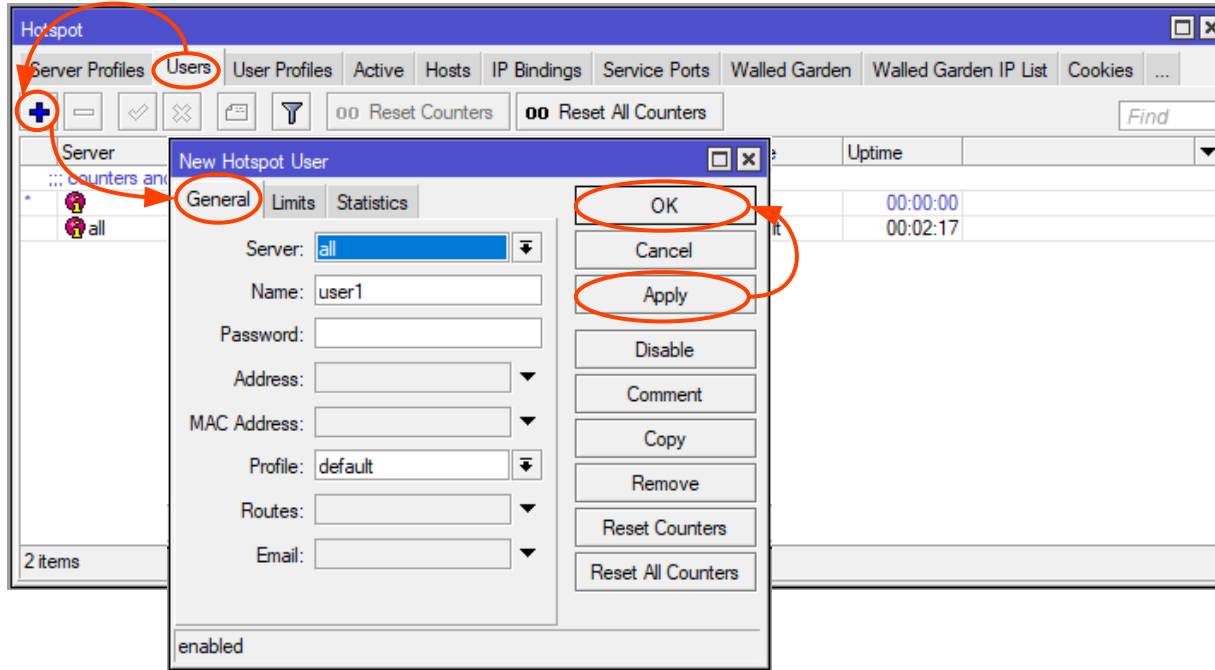 Hotspot
Server Profiles Users User Profiles Active Hosts IP Bindings Service Ports Walled Garden Walled Garden IP List Cookies ...
00 Reset Counters 00 Reset All Counters Find
Server Uptime
;;; counters and
* 00:00:00
all 00:02:17
2 items
New Hotspot User
General Limits Statistics
Server: all
Name: user1
Password:
Address:
MAC Address:
Profile: default
Routes:
Email:
OK
Cancel
Apply
Disable
Comment
Copy
Remove
Reset Counters
Reset All Counters
enabled